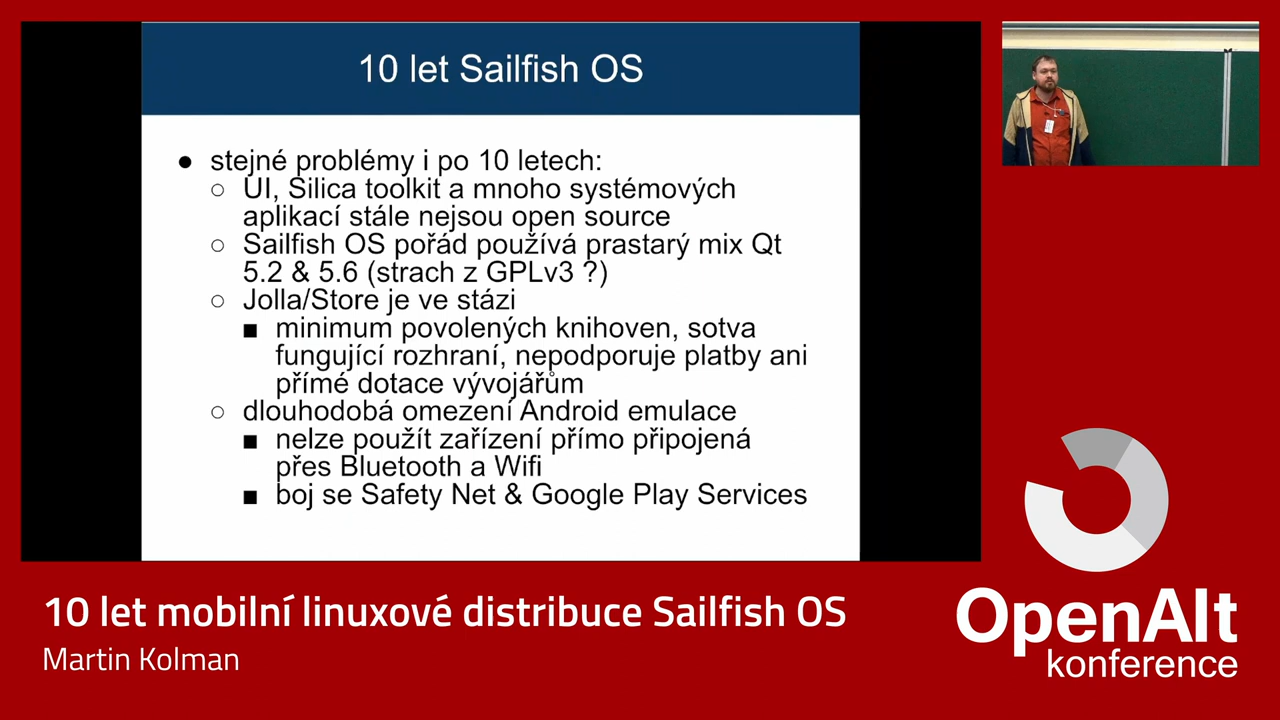 10 let Sailfish OS
● stejné problémy i po 10 letech:
○ UI, Silica toolkit a mnoho systémových
aplikací stále nejsou open source
○ Sailfish OS pořád používá prastarý mix Qt
5.2 & 5.6 (strach z GPLv3 ?)
○ Jolla/Store je ve stázi
■ minimum povolených knihoven, sotva
fungující rozhraní, nepodporuje platby ani
přímé dotace vývojářům
○ dlouhodobá omezení Android emulace
■ nelze použít zařízení přímo připojená
přes Bluetooth a Wifi
■ boj se Safety Net & Google Play Services
10 let mobilní linuxové distribuce Sailfish OS
Martin Kolman
OpenAlt
konference